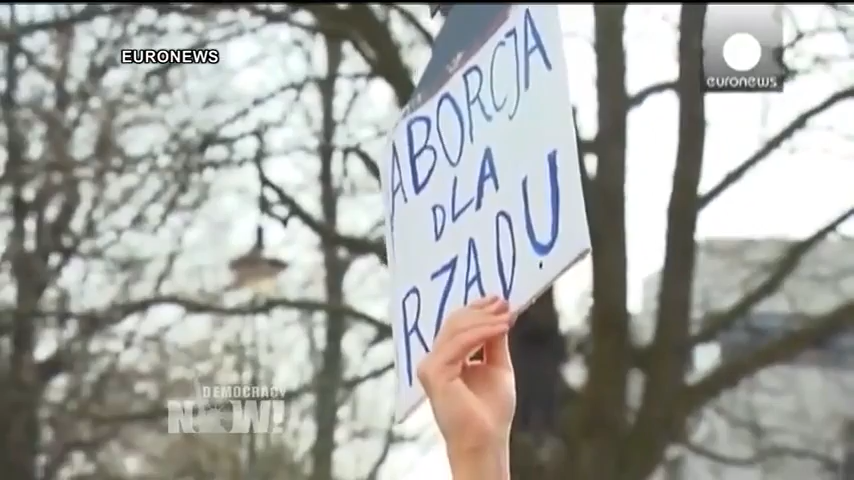 EURONEWS
euronews
ABORCJA
DLA
RZĄDU
DEMOCRACY
NOW!